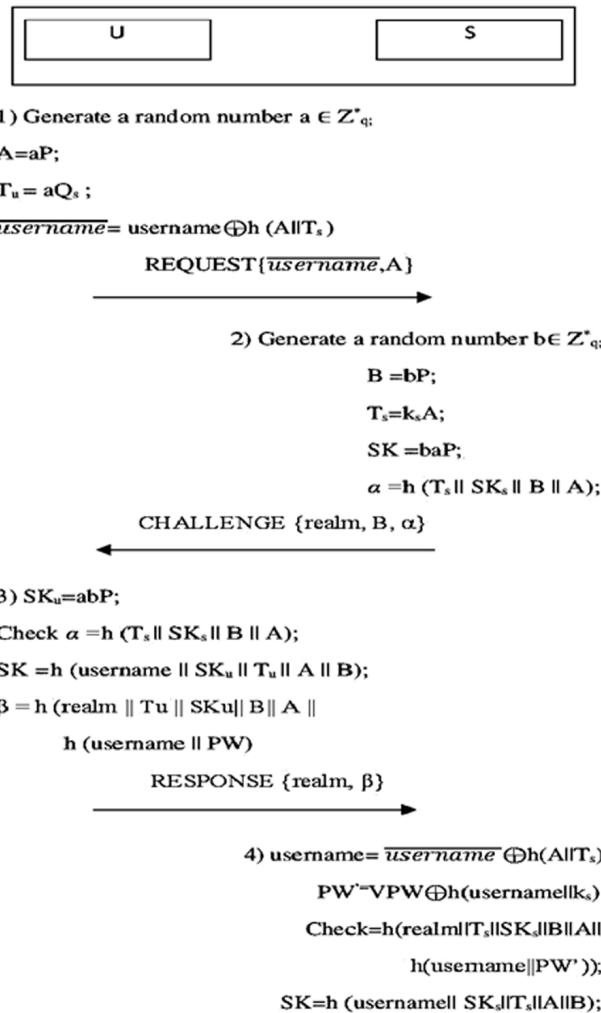 U S
1) Generate a random number a ∈ Z*q;
A=aP;
Tu = aQs ;
username= username⊕h (A||Ts)
REQUEST{username,A}
2) Generate a random number b∈ Z*q;
B =bP;
Ts=ksA;
SK =baP;
α =h (Ts|| SKs || B || A);
CHALLENGE {realm, B, α}
3) SKu=abP;
Check α =h (Ts|| SKs || B || A);
SK =h (username || SKu || Tu || A || B);
β = h (realm || Tu || SKu|| B|| A ||
h (username || PW)
RESPONSE {realm, β}
4) username= username ⊕h(A||Ts)
PW'=VPW⊕h(username||ks)
Check=h(realm||Ts||SKs||B||A||
h(username||PW' ));
SK=h (username|| SKs||Ts||A||B);